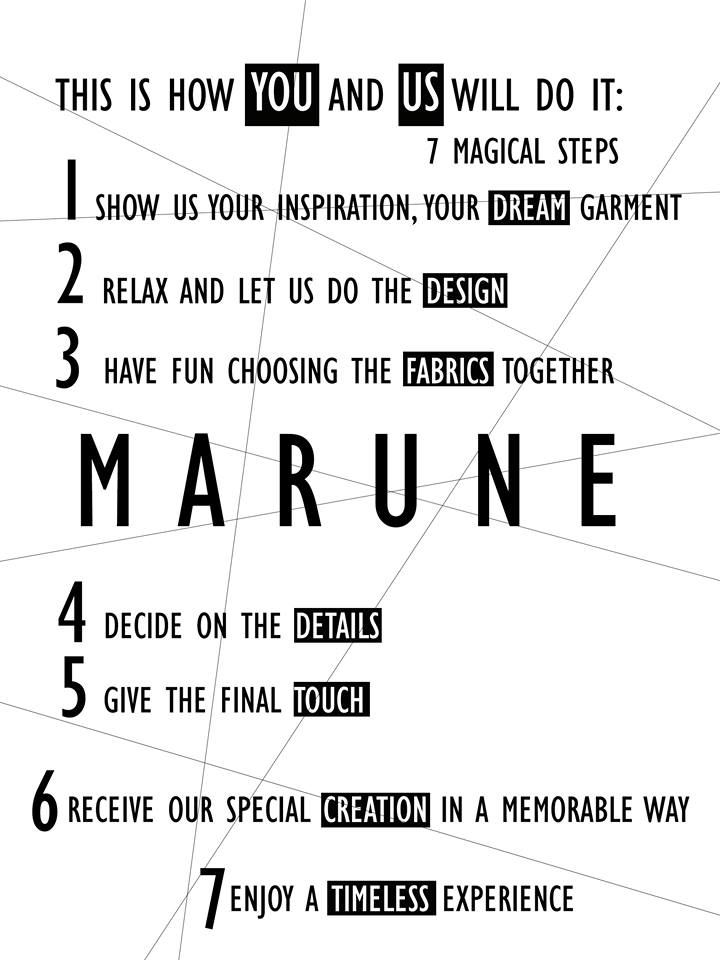 THIS IS HOW YOU AND US WILL DO IT:
7 MAGICAL STEPS
1 SHOW US YOUR INSPIRATION, YOUR DREAM GARMENT
2 RELAX AND LET US DO THE DESIGN
3 HAVE FUN CHOOSING THE FABRICS TOGETHER
MARUNE
4 DECIDE ON THE DETAILS
5 GIVE THE FINAL TOUCH
6 RECEIVE OUR SPECIAL CREATION IN A MEMORABLE WAY
7 ENJOY A TIMELESS EXPERIENCE